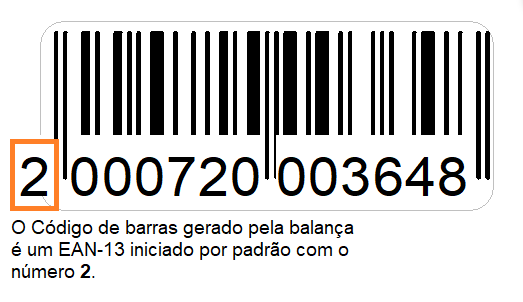 2 000720 003648
O Código de barras gerado pela balança
é um EAN-13 iniciado por padrão com o
número 2.